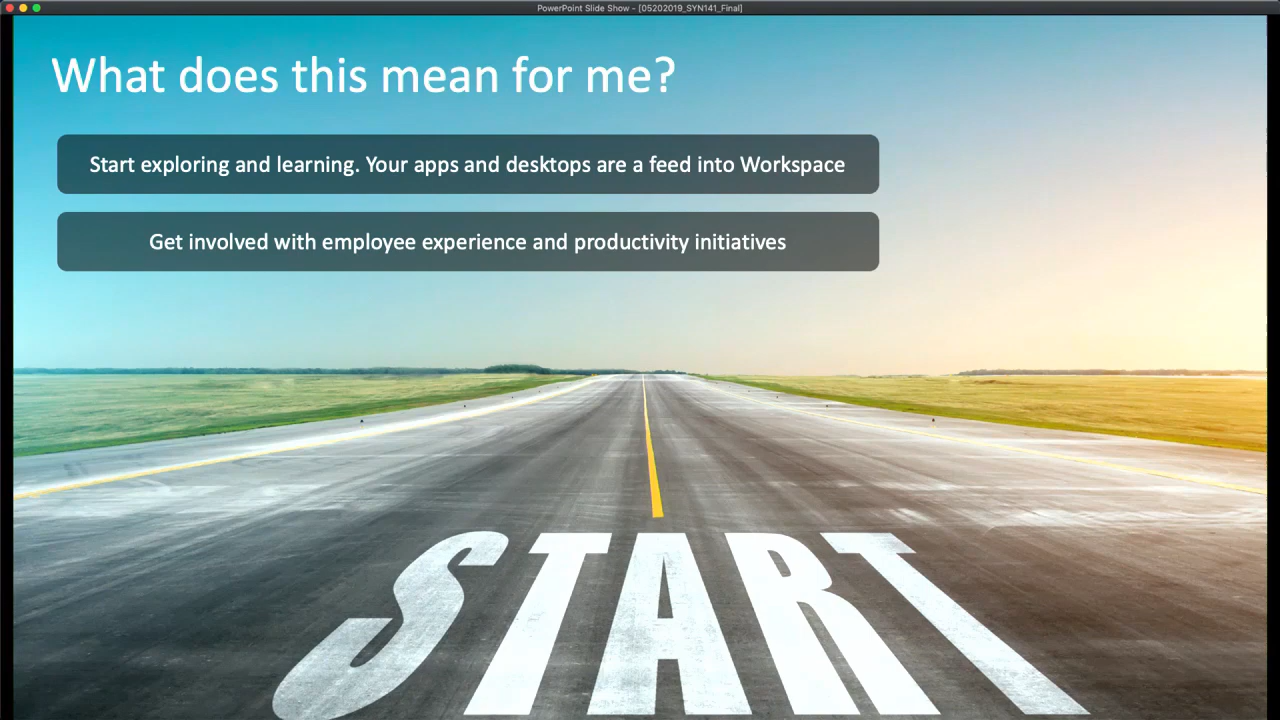 PowerPoint Slide Show - [05202019_SYN141_Final]
What does this mean for me?
Start exploring and learning. Your apps and desktops are a feed into Workspace
Get involved with employee experience and productivity initiatives
START